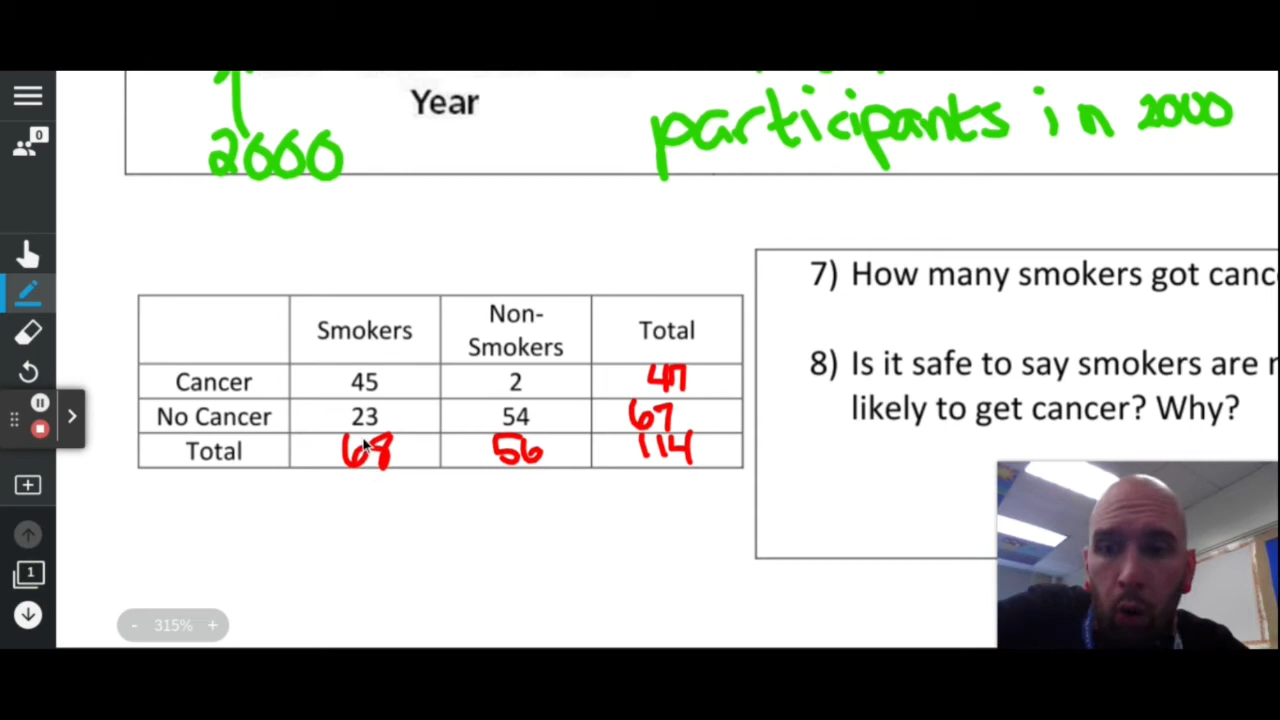 0
Year
2000
participants in 2000
Smokers Non-Smokers Total
Cancer 45 2 47
No Cancer 23 54 67
Total 68 56 114
7) How many smokers got canc
8) Is it safe to say smokers are
likely to get cancer? Why?
1
- 315% +